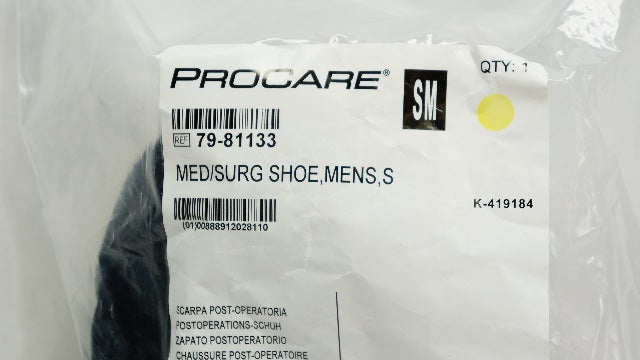 PROCARE®
SM
QTY: 1
REF 79-81133
MED/SURG SHOE,MENS,S
K-419184
(01)00888912028110
SCARPA POST-OPERATORIA
POSTOPERATIONS-SCHUH
ZAPATO POSTOPERATORIO
CHAUSSURE POST-OPERATOIRE